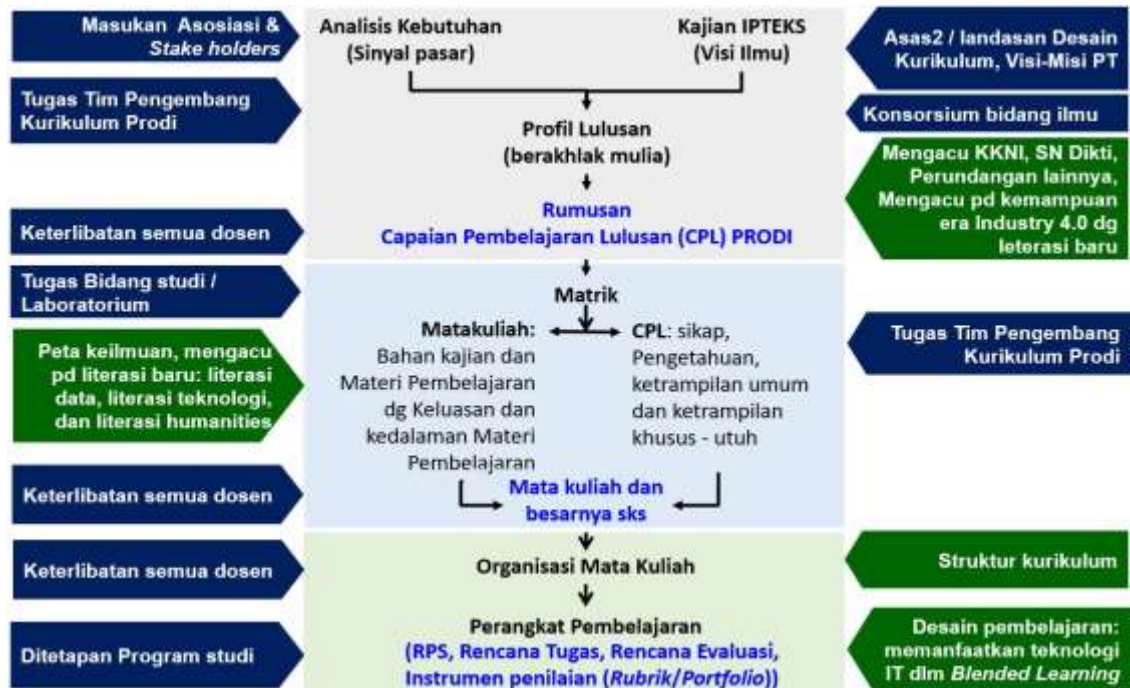 Masukan Asosiasi &
Stake holders
Analisis Kebutuhan
(Sinyal pasar)
Kajian IPTEKS
(Visi Ilmu)
Asas2 / landasan Desain
Kurikulum, Visi-Misi PT
Tugas Tim Pengembang
Kurikulum Prodi
Konsorsium bidang ilmu
Profil Lulusan
(berakhlak mulia)
Mengacu KKNI, SN Dikti,
Perundangan lainnya,
Mengacu pd kemampuan
era Industry 4.0 dg
leterasi baru
Keterlibatan semua dosen
Rumusan
Capaian Pembelajaran Lulusan (CPL) PRODI
Tugas Bidang studi /
Laboratorium
Matrik
Matakuliah:
Bahan kajian dan
Materi Pembelajaran
dg Keluasan dan
kedalaman Materi
Pembelajaran
CPL: sikap,
Pengetahuan,
ketrampilan umum
dan ketrampilan
khusus - utuh
Tugas Tim Pengembang
Kurikulum Prodi
Peta keilmuan, mengacu
pd literasi baru: literasi
data, literasi teknologi,
dan literasi humanities
Keterlibatan semua dosen
Mata kuliah dan
besarnya sks
Keterlibatan semua dosen
Organisasi Mata Kuliah
Struktur kurikulum
Ditetapan Program studi
Perangkat Pembelajaran
(RPS, Rencana Tugas, Rencana Evaluasi,
Instrumen penilaian (Rubrik/Portfolio))
Desain pembelajaran:
memanfaatkan teknologi
IT dlm Blended Learning